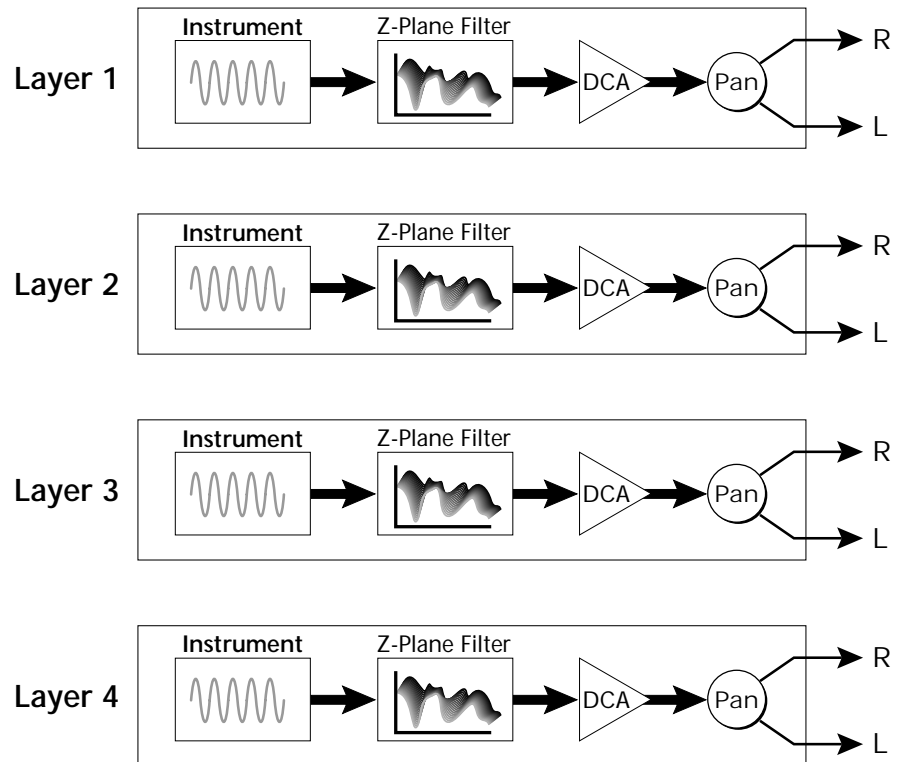 Instrument
Z-Plane Filter
R
Layer 1
DCA
Pan
L
Instrument
Z-Plane Filter
R
Layer 2
DCA
Pan
L
Instrument
Z-Plane Filter
R
Layer 3
DCA
Pan
L
Instrument
Z-Plane Filter
R
Layer 4
DCA
Pan
L